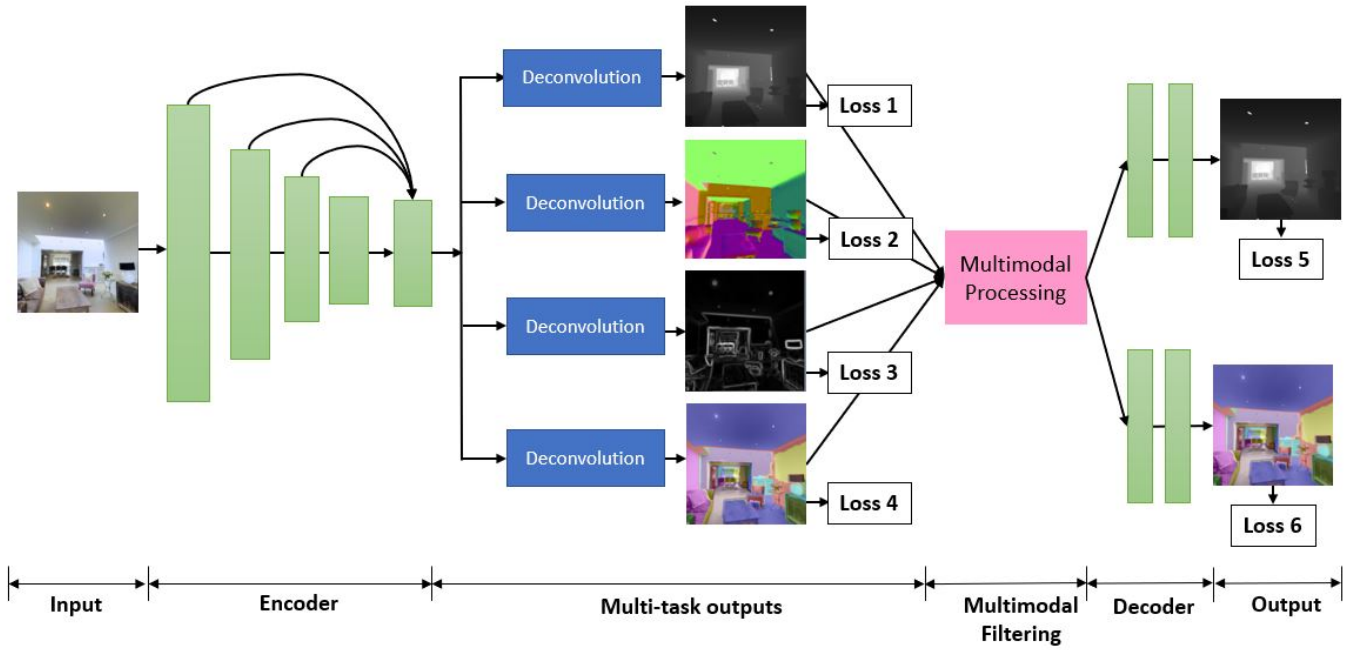 Deconvolution
Loss 1
Deconvolution
Loss 2
Deconvolution
Loss 3
Deconvolution
Loss 4
Multimodal
Processing
Loss 5
Loss 6
Input
Encoder
Multi-task outputs
Multimodal
Filtering
Decoder
Output